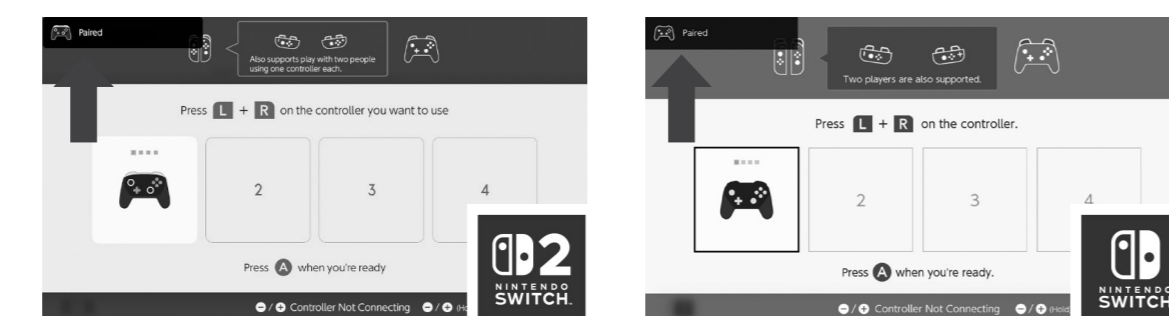 Paired
Also supports play with two people
using one controller each.
Press L + R on the controller you want to use
2
3
4
Press A when you're ready
Controller Not Connecting
2
NINTENDO
SWITCH
Paired
Two players are also supported.
Press L + R on the controller.
2
3
4
Press A when you're ready.
Controller Not Connecting (Hold
NINTENDO
SWITCH